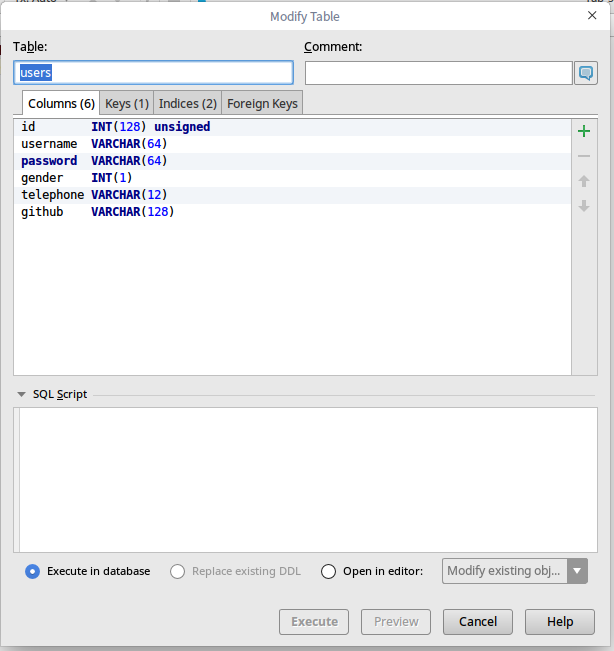 Modify Table
Table:
Comment:
users
Columns (6) Keys (1) Indices (2) Foreign Keys
id INT(128) unsigned
username VARCHAR(64)
password VARCHAR(64)
gender INT(1)
telephone VARCHAR(12)
github VARCHAR(128)
SQL Script
Execute in database Replace existing DDL Open in editor: Modify existing obj...
Execute Preview Cancel Help